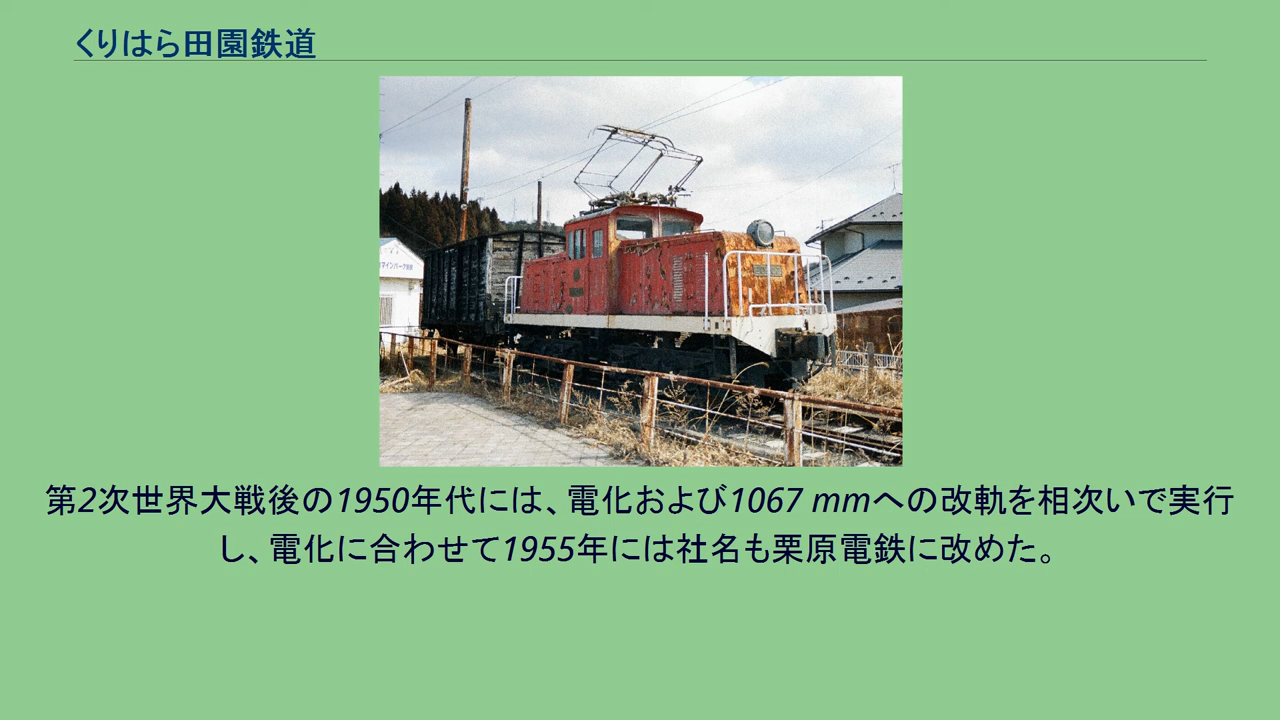 くりはら田園鉄道
第2次世界大戦後の1950年代には、電化および1067 mmへの改軌を相次いで実行
し、電化に合わせて1955年には社名も栗原電鉄に改めた。